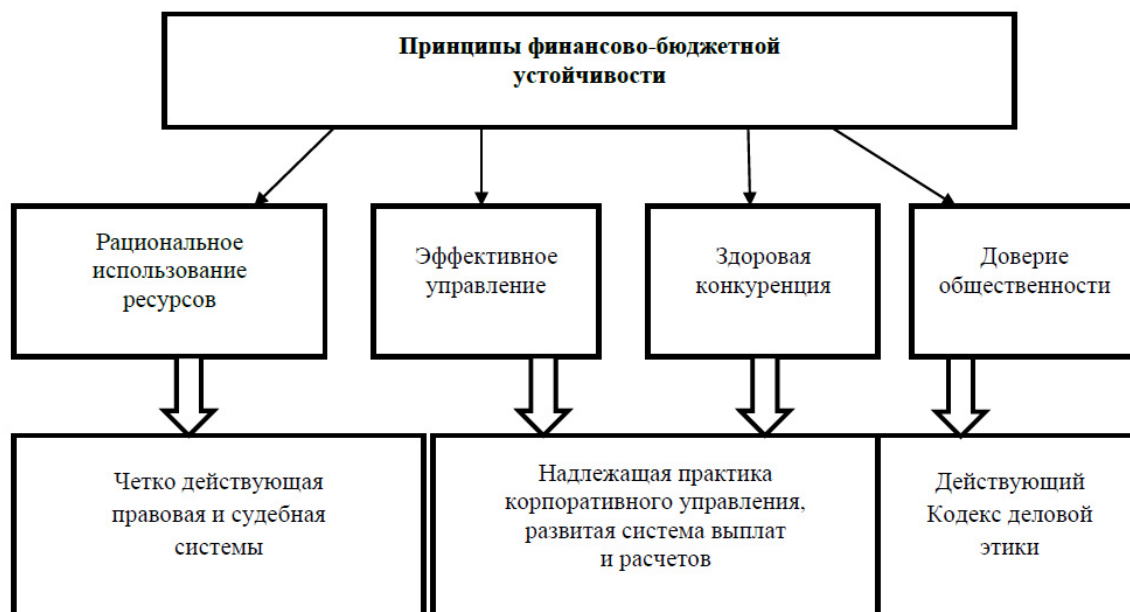 Принципы финансово-бюджетной
устойчивости
Рациональное
использование
ресурсов
Эффективное
управление
Здоровая
конкуренция
Доверие
общественности
Четко действующая
правовая и судебная
системы
Надлежащая практика
корпоративного управления,
развитая система выплат
и расчетов
Действующий
Кодекс деловой
этики